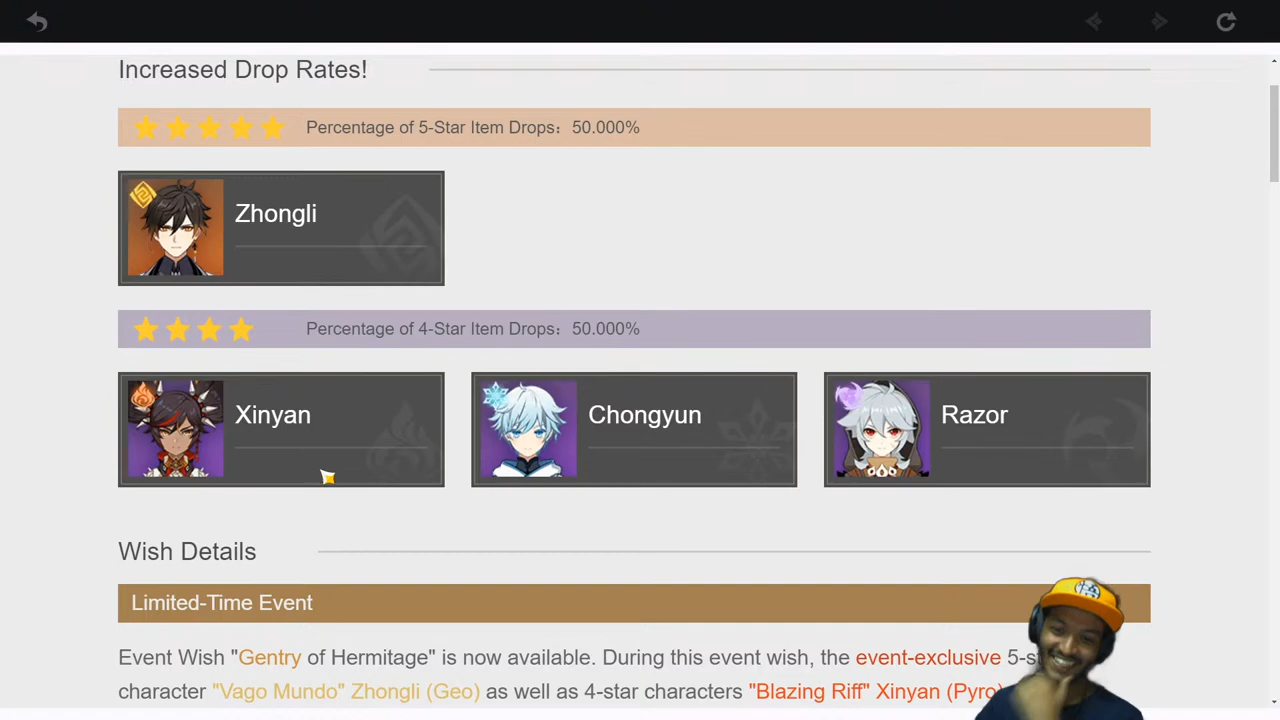 Increased Drop Rates!
Percentage of 5-Star Item Drops: 50.000%
Zhongli
Percentage of 4-Star Item Drops: 50.000%
Xinyan
Chongyun
Razor
Wish Details
Limited-Time Event
Event Wish "Gentry of Hermitage" is now available. During this event wish, the event-exclusive
character "Vago Mundo" Zhongli (Geo) as well as 4-star characters "Blazing Riff" Xinyan (Pyro)